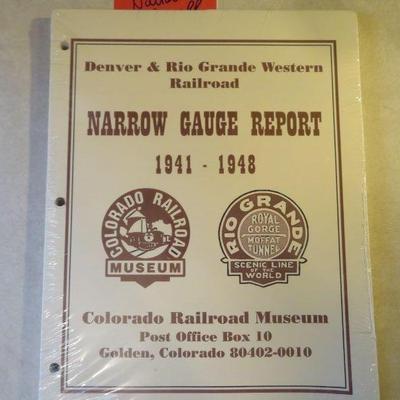 Denver & Rio Grande Western
Railroad
NARROW GAUGE REPORT
1941 - 1948
COLORADO RAILROAD
MUSEUM
RIO GRANDE
ROYAL
GORGE
MOFFAT
TUNNEL
SCENIC LINE
OF THE
WORLD
Colorado Railroad Museum
Post Office Box 10
Golden, Colorado 80402-0010